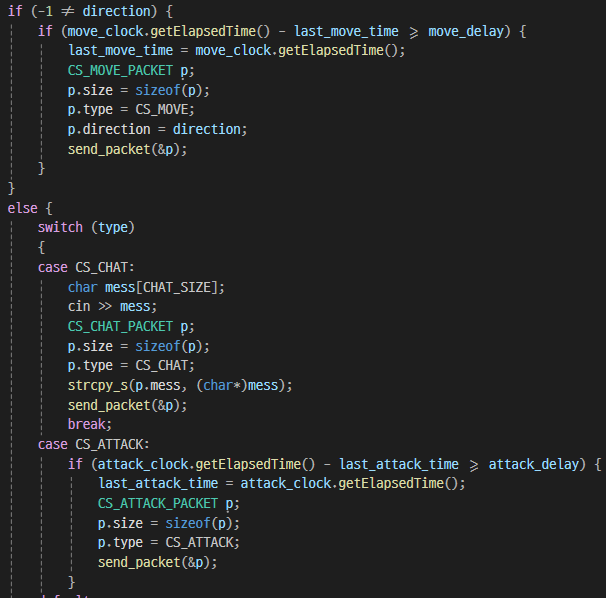 if (-1 ≠ direction) {
    if (move_clock.getElapsedTime() - last_move_time ⩾ move_delay) {
        last_move_time = move_clock.getElapsedTime();
        CS_MOVE_PACKET p;
        p.size = sizeof(p);
        p.type = CS_MOVE;
        p.direction = direction;
        send_packet(&p);
    }
}
else {
    switch (type)
    {
    case CS_CHAT:
        char mess[CHAT_SIZE];
        cin >> mess;
        CS_CHAT_PACKET p;
        p.size = sizeof(p);
        p.type = CS_CHAT;
        strcpy_s(p.mess, (char*)mess);
        send_packet(&p);
        break;
    case CS_ATTACK:
        if (attack_clock.getElapsedTime() - last_attack_time ⩾ attack_delay) {
            last_attack_time = attack_clock.getElapsedTime();
            CS_ATTACK_PACKET p;
            p.size = sizeof(p);
            p.type = CS_ATTACK;
            send_packet(&p);
        }